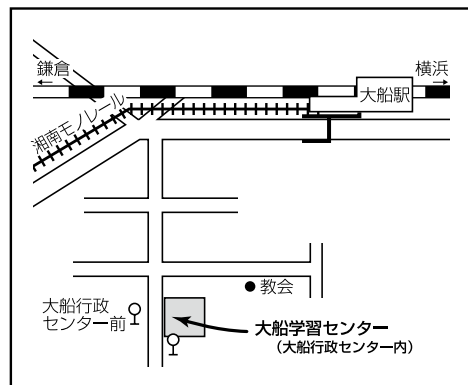 鎌倉
横浜
大船駅
湘南モノレール
教会
大船行政
センター前
大船学習センター
(大船行政センター内)